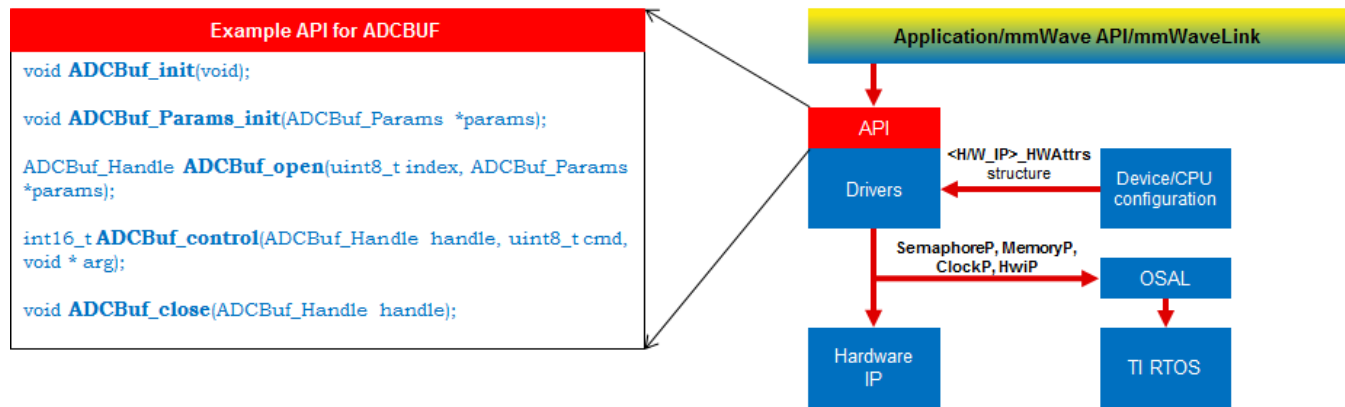 Example API for ADCBUF
void ADCBuf_init(void);
void ADCBuf_Params_init(ADCBuf_Params *params);
ADCBuf_Handle ADCBuf_open(uint8_t index, ADCBuf_Params
*params);
int16_t ADCBuf_control(ADCBuf_Handle handle, uint8_t cmd,
void * arg);
void ADCBuf_close(ADCBuf_Handle handle);
Application/mmWave API/mmWaveLink
API
Drivers
<H/W_IP>_HWAttrs
structure
Device/CPU
configuration
SemaphoreP, MemoryP,
ClockP, HwiP
OSAL
Hardware
IP
TI RTOS